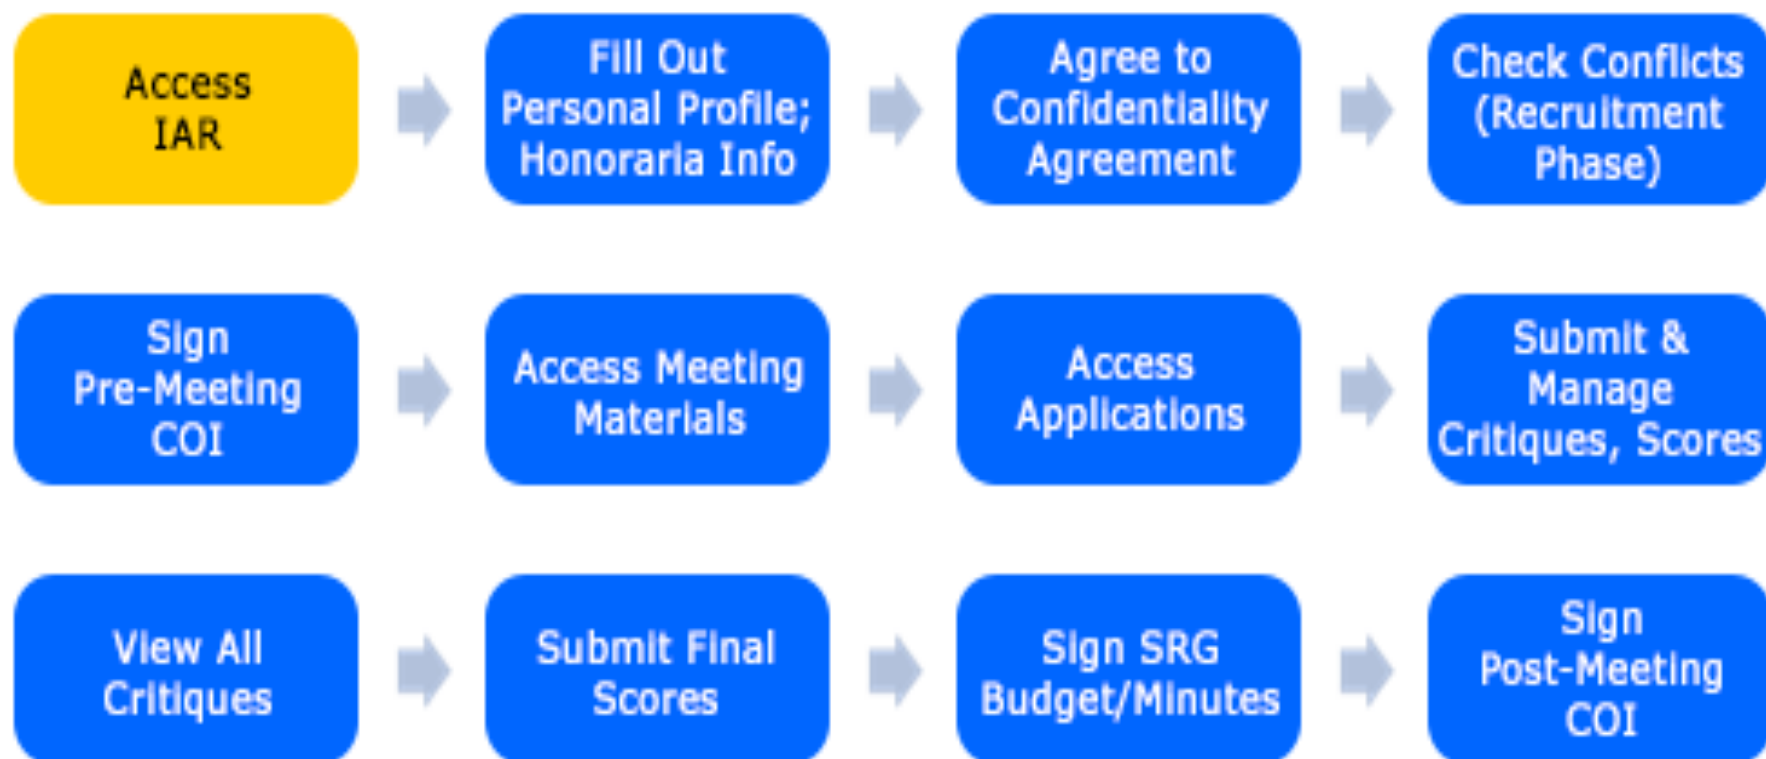 Access
IAR
Fill Out
Personal Profile;
Honoraria Info
Agree to
Confidentiality
Agreement
Check Conflicts
(Recruitment
Phase)
Sign
Pre-Meeting
COI
Access Meeting
Materials
Access
Applications
Submit &
Manage
Critiques, Scores
View All
Critiques
Submit Final
Scores
Sign SRG
Budget/Minutes
Sign
Post-Meeting
COI